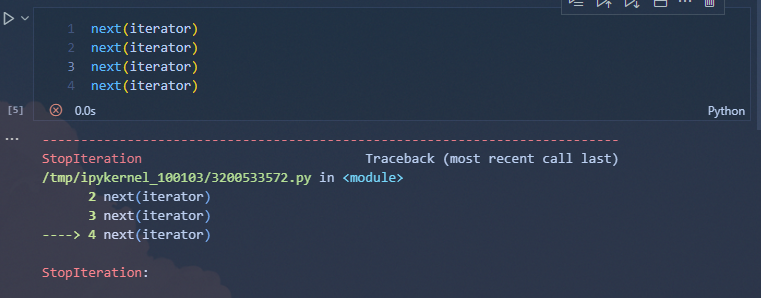 1 next(iterator)
2 next(iterator)
3 next(iterator)
4 next(iterator)
[5] 0.0s Python
---------------------------------------------------------------------------
StopIteration                             Traceback (most recent call last)
/tmp/ipykernel_100103/3200533572.py in <module>
      2 next(iterator)
      3 next(iterator)
----> 4 next(iterator)
StopIteration: